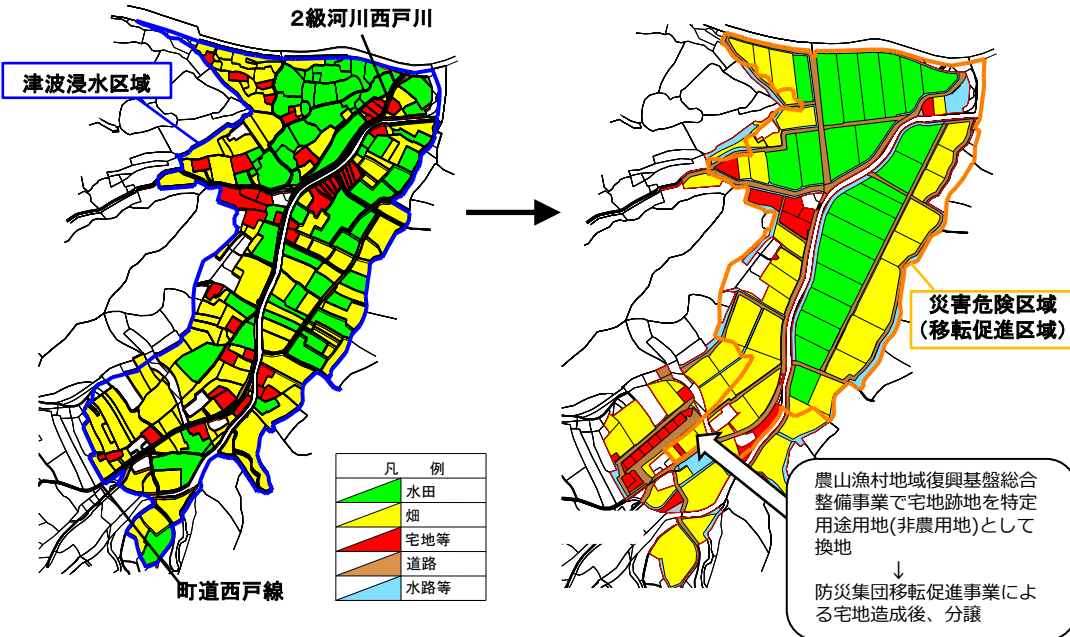 2級河川西戸川
津波浸水区域
災害危険区域
（移転促進区域）
凡　例
水田
畑
宅地等
道路
水路等
町道西戸線
農山漁村地域復興基盤総合
整備事業で宅地跡地を特定
用途用地(非農用地)として
換地
↓
防災集団移転促進事業によ
る宅地造成後、分譲